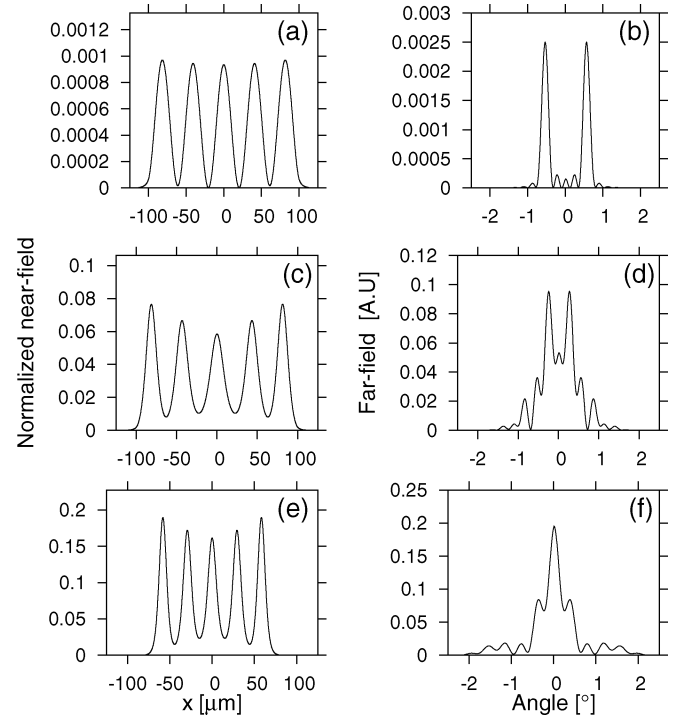 (a)
0.0012
0.001
0.0008
0.0006
0.0004
0.0002
0
-100 -50 0 50 100
(b)
0.003
0.0025
0.002
0.0015
0.001
0.0005
0
-2 -1 0 1 2
Normalized near-field
(c)
0.1
0.08
0.06
0.04
0.02
0
-100 -50 0 50 100
Far-field [A.U]
(d)
0.12
0.1
0.08
0.06
0.04
0.02
0
-2 -1 0 1 2
(e)
0.2
0.15
0.1
0.05
0
-100 -50 0 50 100
x [μm]
(f)
0.25
0.2
0.15
0.1
0.05
0
-2 -1 0 1 2
Angle [°]